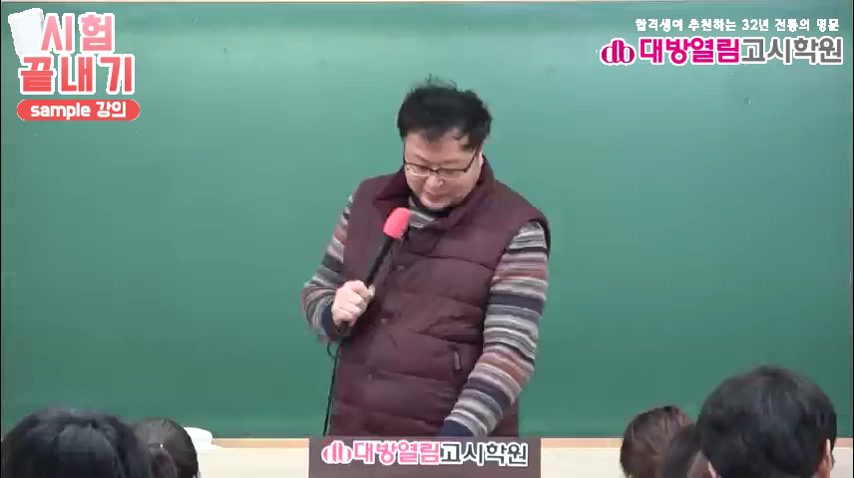 시험
끝내기
sample 강의
합격생이 추천하는 32년 전통의 명문
대방열림고시학원
대방열림고시학원